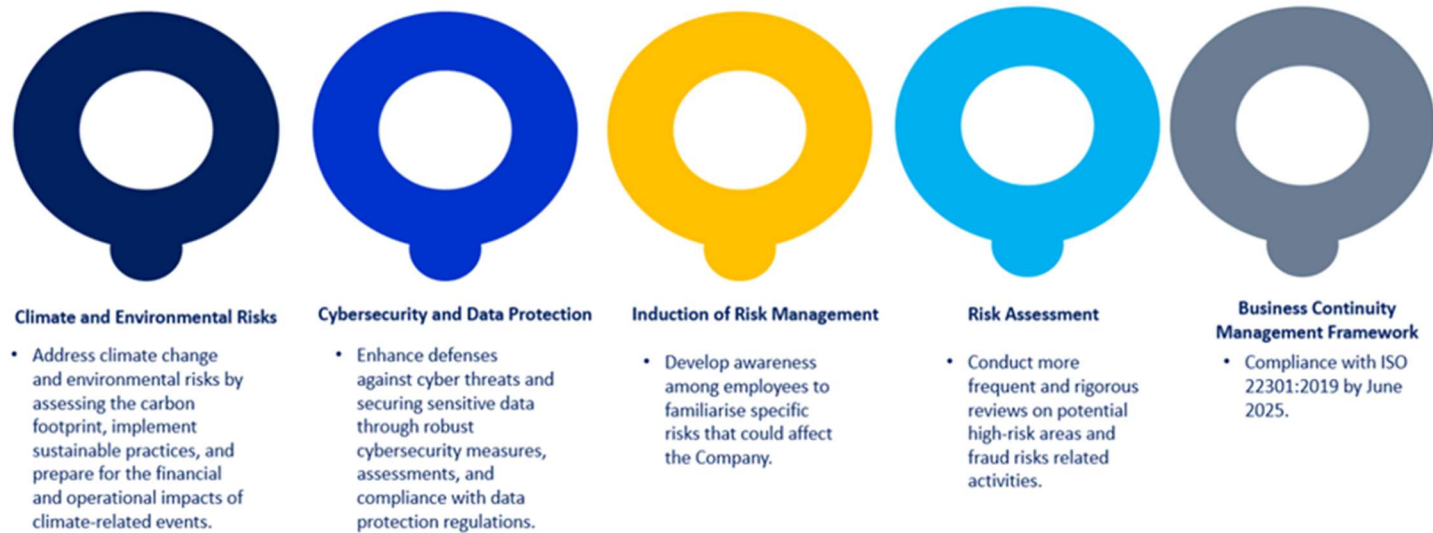 Climate and Environmental Risks
• Address climate change
and environmental risks by
assessing the carbon
footprint, implement
sustainable practices, and
prepare for the financial
and operational impacts of
climate-related events.
Cybersecurity and Data Protection
• Enhance defenses
against cyber threats and
securing sensitive data
through robust
cybersecurity measures,
assessments, and
compliance with data
protection regulations.
Induction of Risk Management
• Develop awareness
among employees to
familiarise specific
risks that could affect
the Company.
Risk Assessment
• Conduct more
frequent and rigorous
reviews on potential
high-risk areas and
fraud risks related
activities.
Business Continuity
Management Framework
• Compliance with ISO
22301:2019 by June
2025.